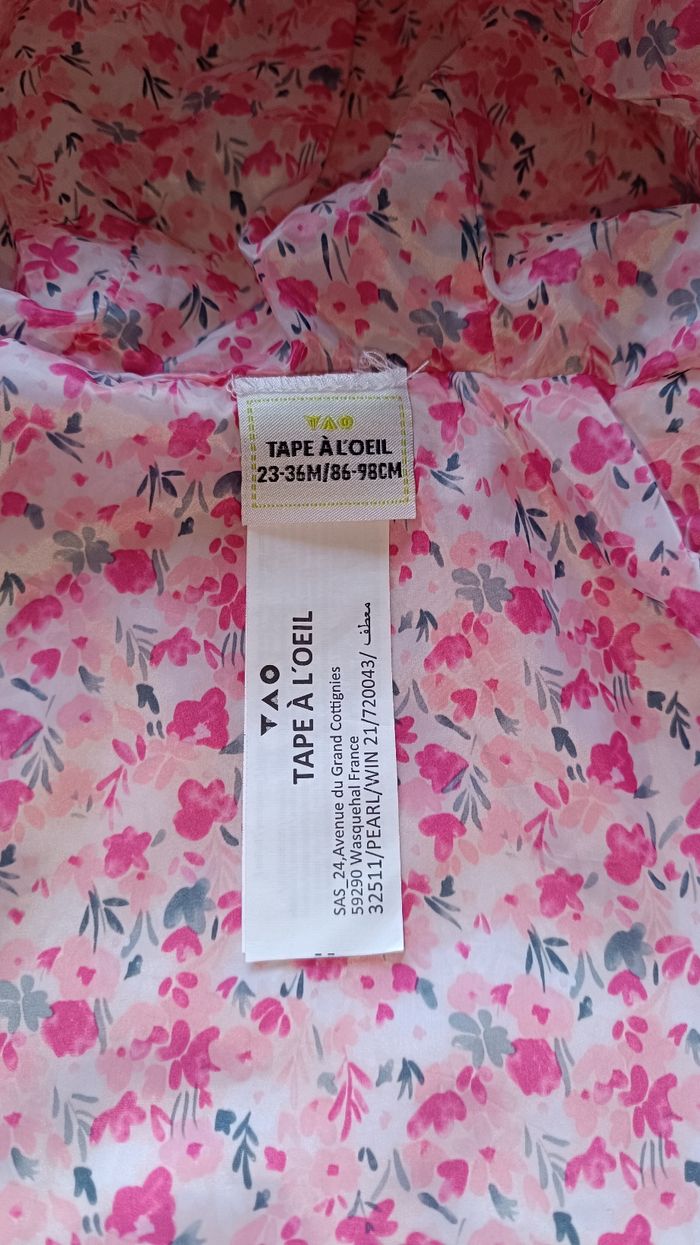 TAO
TAPE À L'OEIL
23-36M/86-98CM
TAO
TAPE À L'OEIL
SAS_24,Avenue du Grand Cottignies
59290 Wasquehal France
32511/PEARL/WIN 21/720043/ معطف